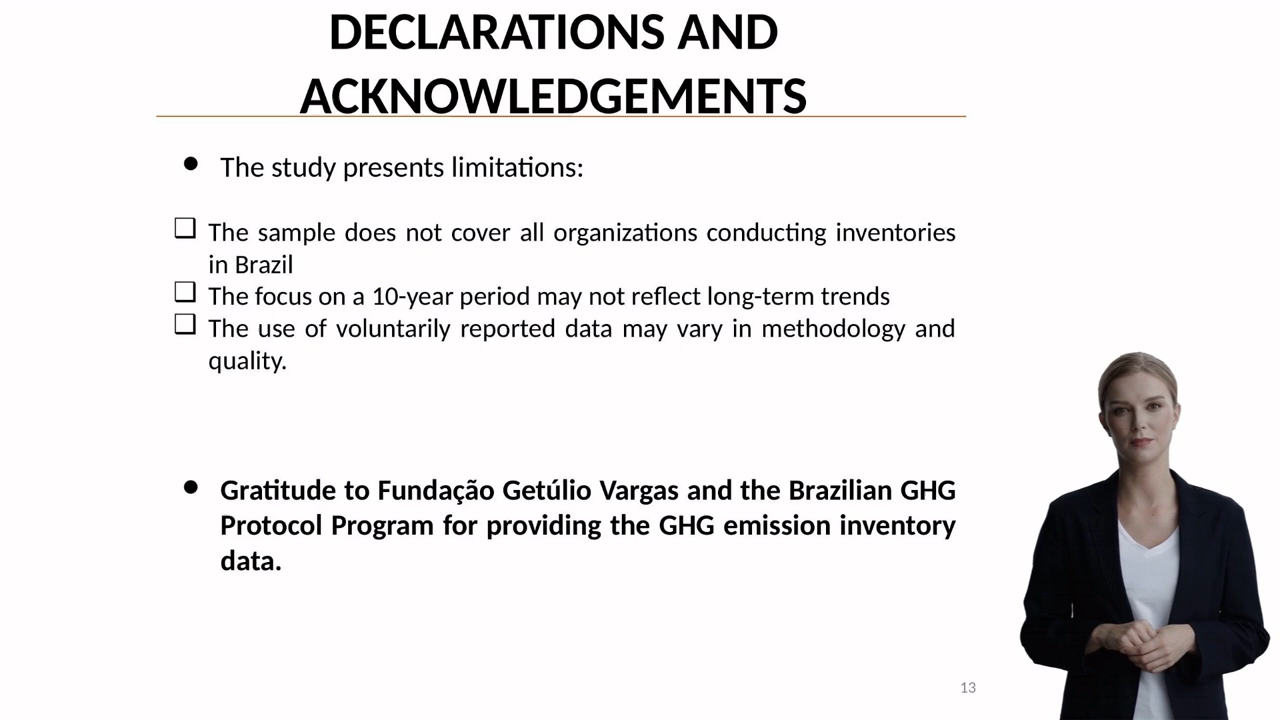 DECLARATIONS AND
ACKNOWLEDGEMENTS
• The study presents limitations:
❑ The sample does not cover all organizations conducting inventories
in Brazil
❑ The focus on a 10-year period may not reflect long-term trends
❑ The use of voluntarily reported data may vary in methodology and
quality.
• Gratitude to Fundação Getúlio Vargas and the Brazilian GHG
Protocol Program for providing the GHG emission inventory
data.
13